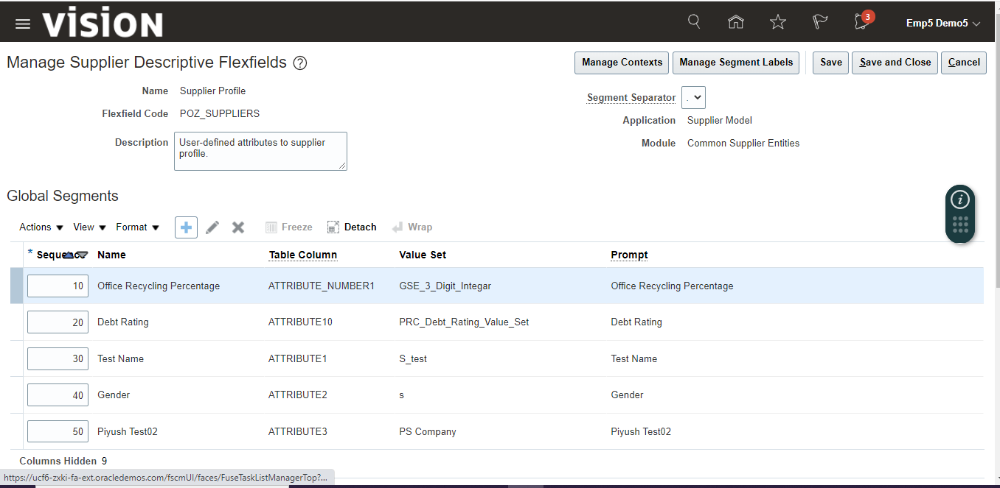 VISION
3
Emp5 Demo5
Manage Supplier Descriptive Flexfields ?
Manage Contexts
Manage Segment Labels
Save
Save and Close
Cancel
Name Supplier Profile
Segment Separator .
Flexfield Code POZ_SUPPLIERS
Application Supplier Model
Description User-defined attributes to supplier
profile.
Module Common Supplier Entities
Global Segments
Actions View Format Freeze Detach Wrap
* Sequence Name Table Column Value Set Prompt
10 Office Recycling Percentage ATTRIBUTE_NUMBER1 GSE_3_Digit_Integar Office Recycling Percentage
20 Debt Rating ATTRIBUTE10 PRC_Debt_Rating_Value_Set Debt Rating
30 Test Name ATTRIBUTE1 S_test Test Name
40 Gender ATTRIBUTE2 s Gender
50 Piyush Test02 ATTRIBUTE3 PS Company Piyush Test02
Columns Hidden 9
https://ucf6-zxki-fa-ext.oracledemos.com/fscmUI/faces/FuseTaskListManagerTop?...